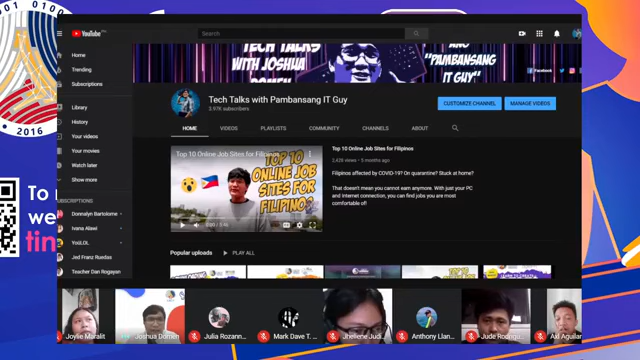 YouTube
Search
Home
Trending
Subscriptions
Library
History
Your videos
Your movies
Watch later
Show more
SUBSCRIPTIONS
Donnalyn Bartolome
Ivana Alawi
YoüLOL
Jed Franz Ruedas
Teacher Dan Rogayan
TECH TALKS
WITH JOSHUA
AND
"PAMBANSANG
IT GUY"
Facebook
Tech Talks with Pambansang IT Guy
3.97K subscribers
CUSTOMIZE CHANNEL
MANAGE VIDEOS
HOME
VIDEOS
PLAYLISTS
COMMUNITY
CHANNELS
ABOUT
Top 10 Online Job Sites for Filipinos
TOP 10
ONLINE JOB
SITES FOR
FILIPINO
Top 10 Online Job Sites for Filipinos
5 months ago
Filipinos affected by COVID-19? On quarantine? Stuck at home?
That doesn't mean you cannot earn anymore. With just your PC
and Internet connection, you can find jobs you are most
comfortable of!
Popular uploads
PLAY ALL
2016
To
we
tin
Joylie Maralit
Joshua Domen
Julia Rozann...
Mark Dave T. ...
Anthony Llan...
Jude Rodrigu...
Axl Aguilar